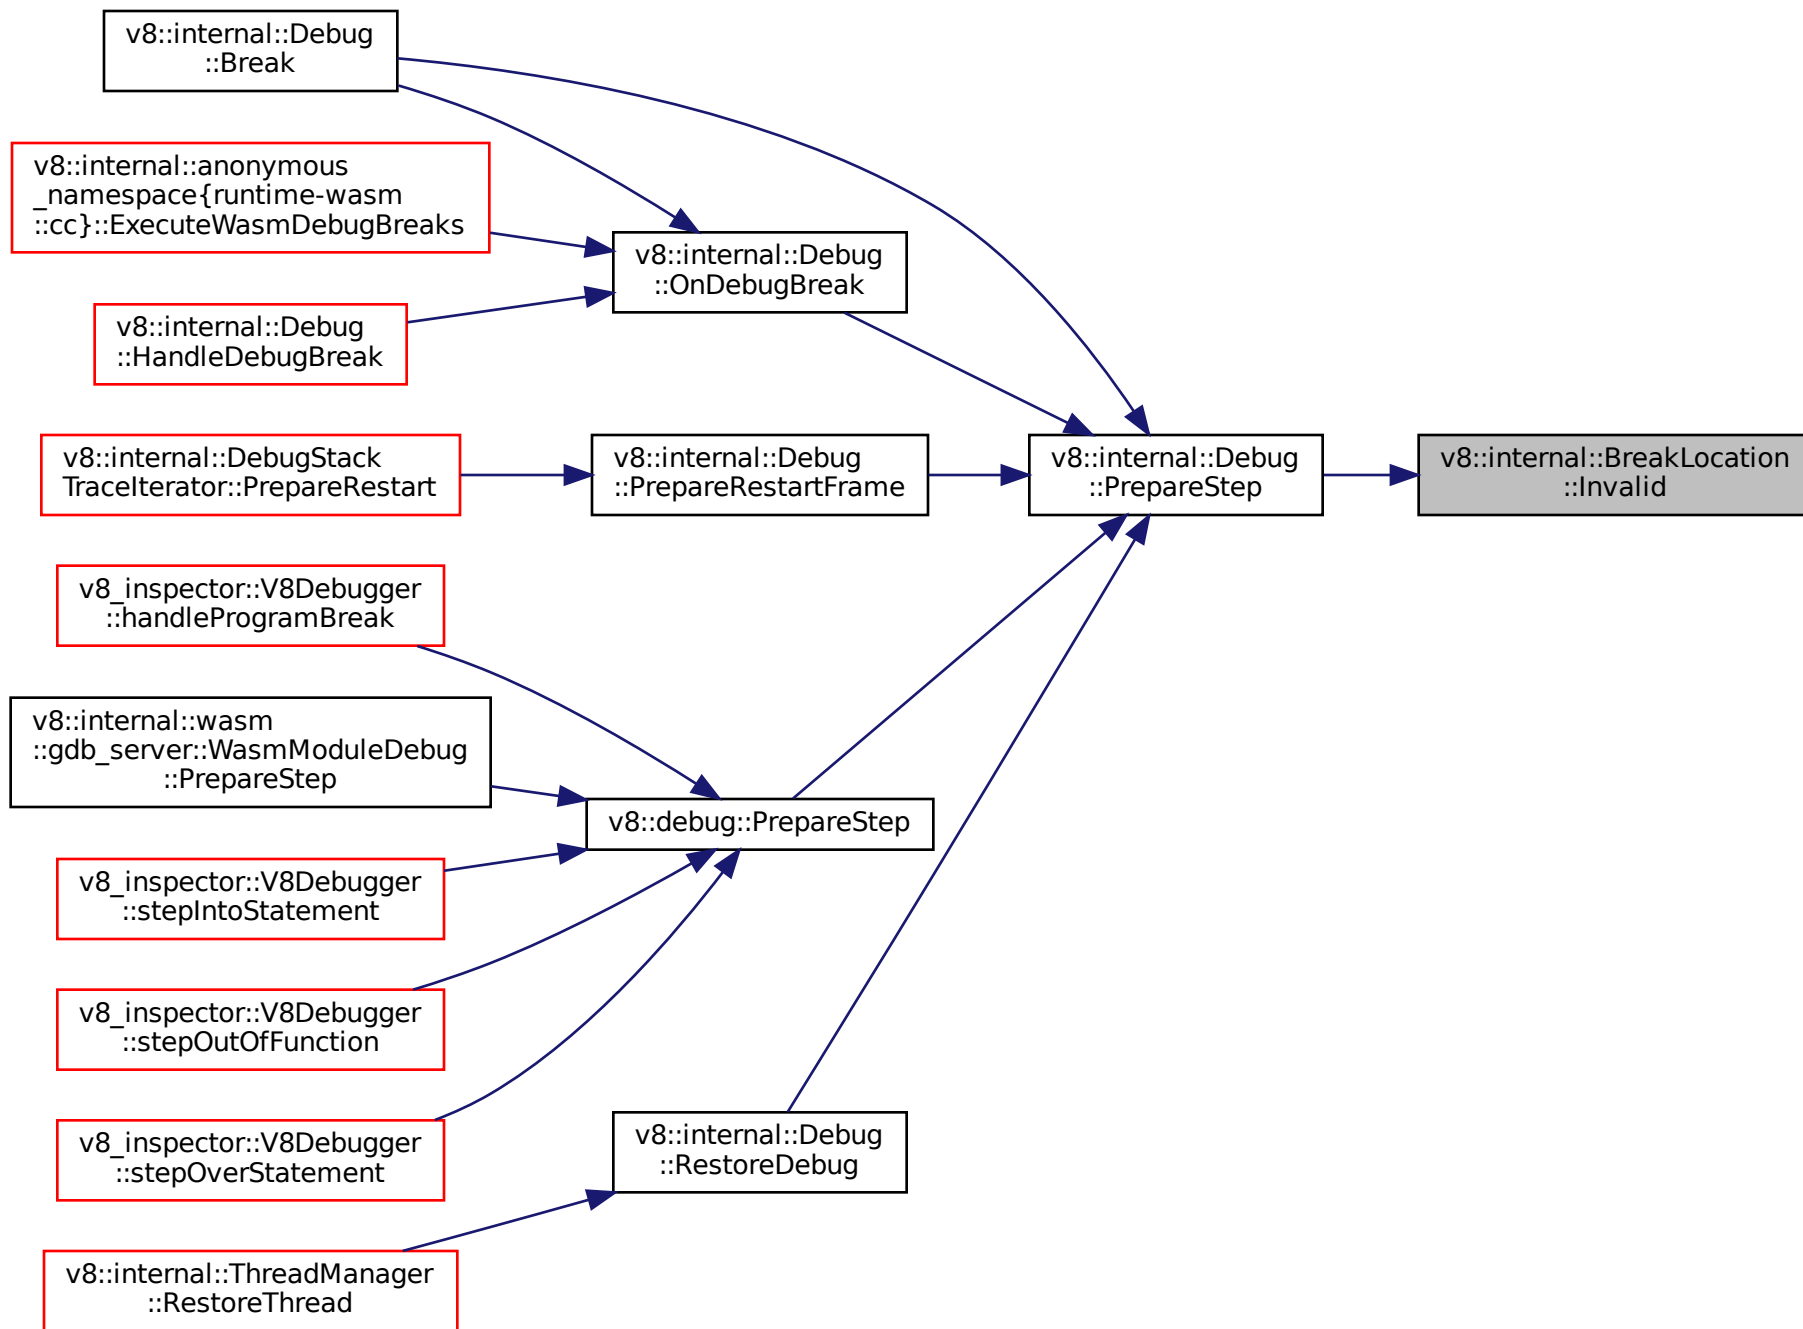 v8::internal::Debug
::Break
v8::internal::anonymous
_namespace{runtime-wasm
::cc}::ExecuteWasmDebugBreaks
v8::internal::Debug
::OnDebugBreak
v8::internal::Debug
::HandleDebugBreak
v8::internal::DebugStack
TraceIterator::PrepareRestart
v8::internal::Debug
::PrepareRestartFrame
v8::internal::Debug
::PrepareStep
v8::internal::BreakLocation
::Invalid
v8_inspector::V8Debugger
::handleProgramBreak
v8::internal::wasm
::gdb_server::WasmModuleDebug
::PrepareStep
v8::debug::PrepareStep
v8_inspector::V8Debugger
::stepIntoStatement
v8_inspector::V8Debugger
::stepOutOfFunction
v8_inspector::V8Debugger
::stepOverStatement
v8::internal::Debug
::RestoreDebug
v8::internal::ThreadManager
::RestoreThread